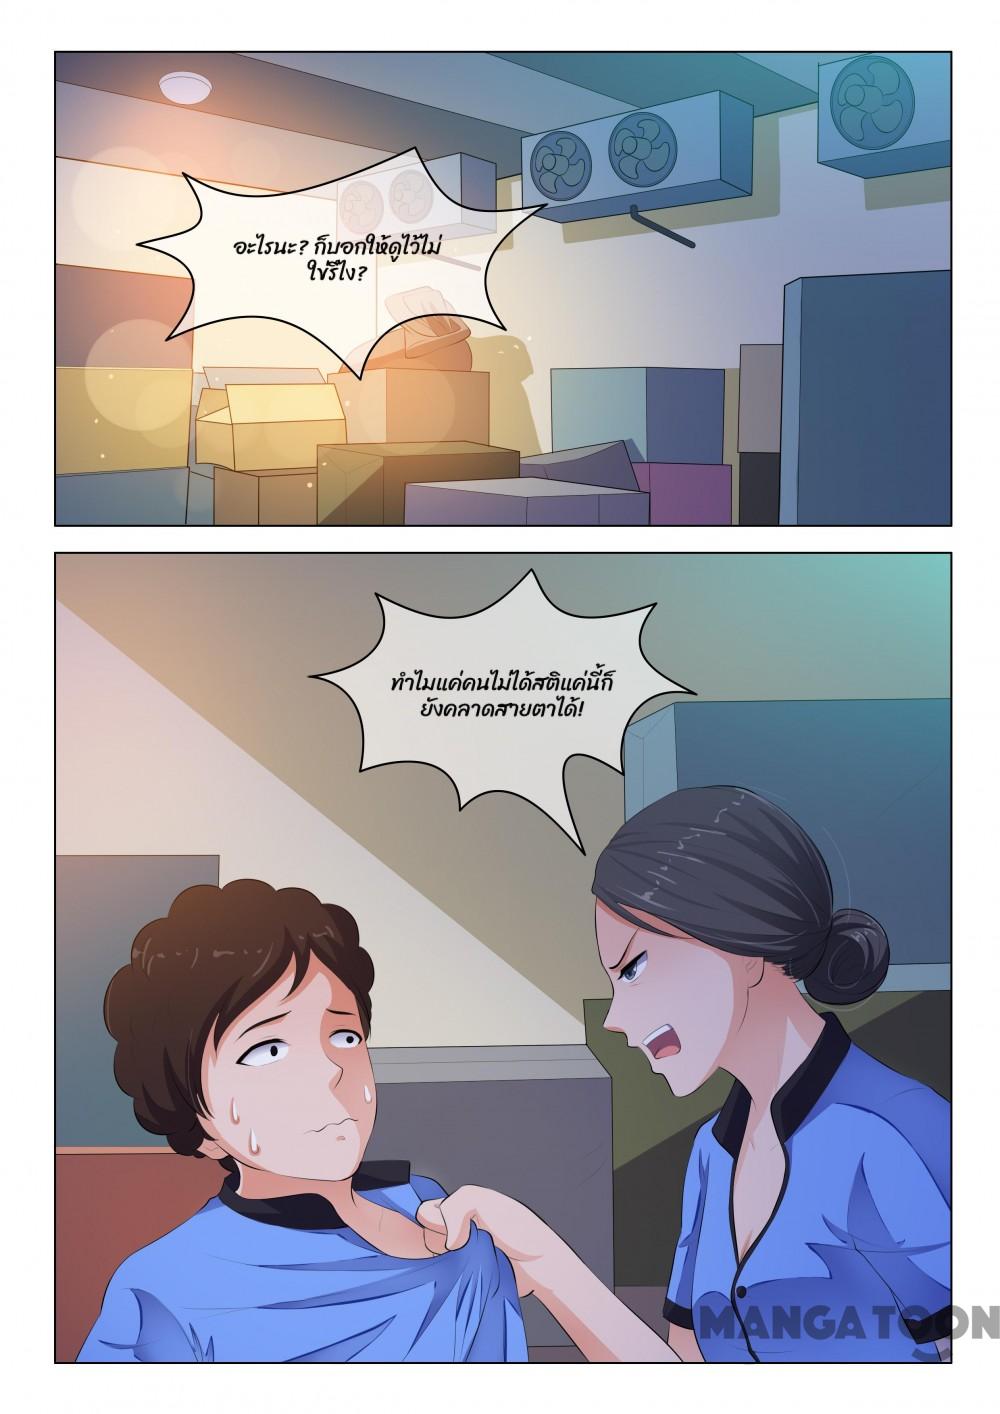 อะไรนะ? ก็บอกให้ดูไว้ไม่
ใช่รึไง?
ทำไมแค่คนไม่ได้สติแค่นี้ก็
ยังคลาดสายตาได้!
MANGATOON